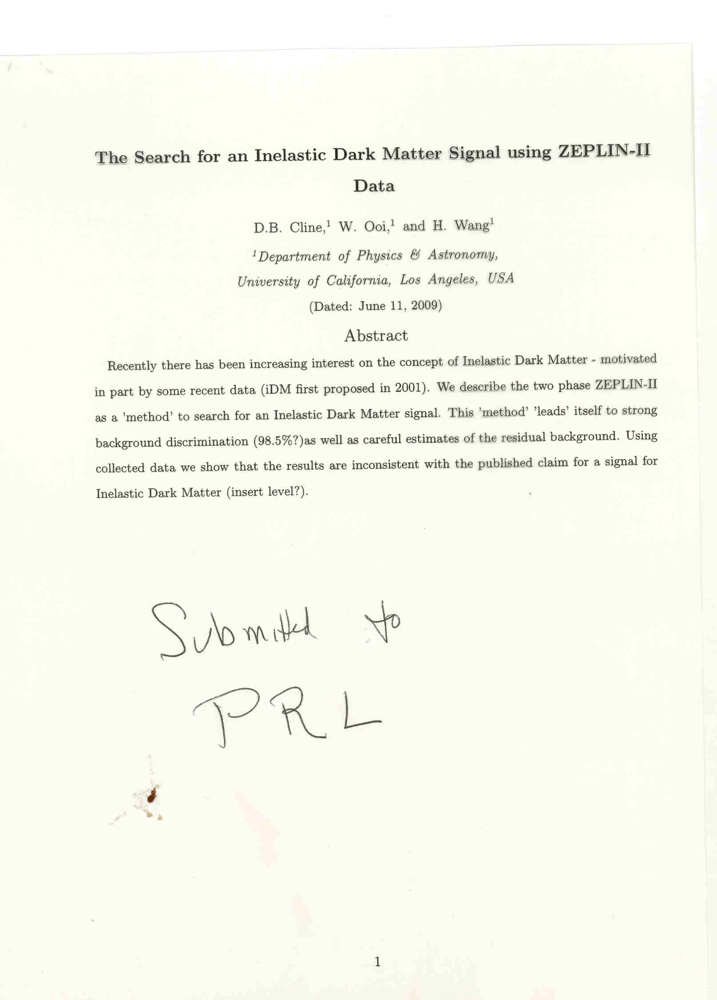 The Search for an Inelastic Dark Matter Signal using ZEPLIN-II
Data
D.B. Cline,¹ W. Ooi,¹ and H. Wang¹
¹Department of Physics & Astronomy,
University of California, Los Angeles, USA
(Dated: June 11, 2009)
Abstract
Recently there has been increasing interest on the concept of Inelastic Dark Matter - motivated
in part by some recent data (iDM first proposed in 2001). We describe the two phase ZEPLIN-II
as a 'method' to search for an Inelastic Dark Matter signal. This 'method' 'leads' itself to strong
background discrimination (98.5%?)as well as careful estimates of the residual background. Using
collected data we show that the results are inconsistent with the published claim for a signal for
Inelastic Dark Matter (insert level?).
Submitted to
PRL
1